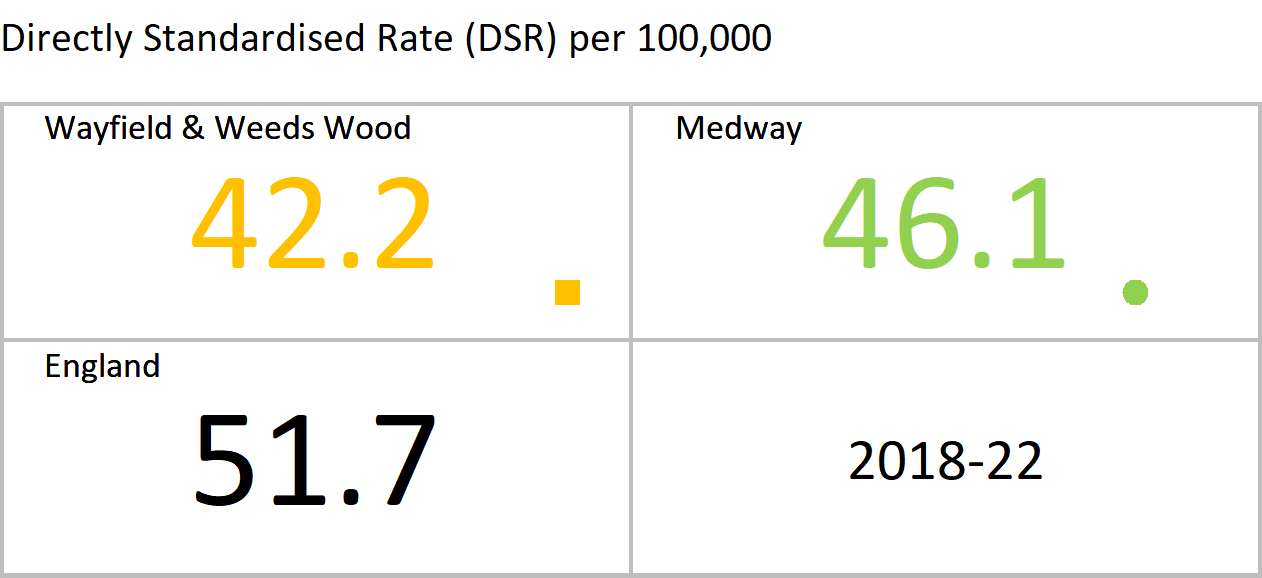 Directly Standardised Rate (DSR) per 100,000
Wayfield & Weeds Wood
42.2
Medway
46.1
England
51.7
2018-22